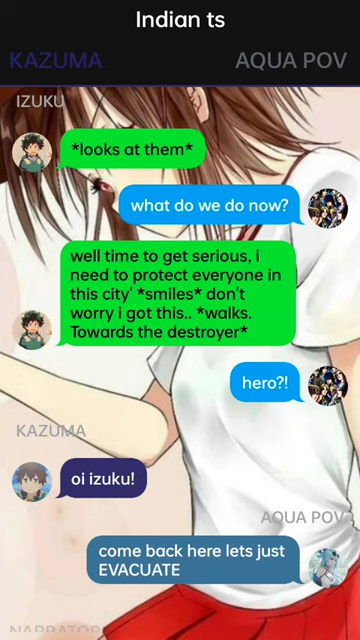 Indian ts
KAZUMA AQUA POV
IZUKU
*looks at them*
what do we do now?
well time to get serious, i
need to protect everyone in
this city' *smiles* don't
worry i got this.. *walks.
Towards the destroyer*
hero?!
KAZUMA
oi izuku!
AQUA POV
come back here lets just
EVACUATE
NARRATOR